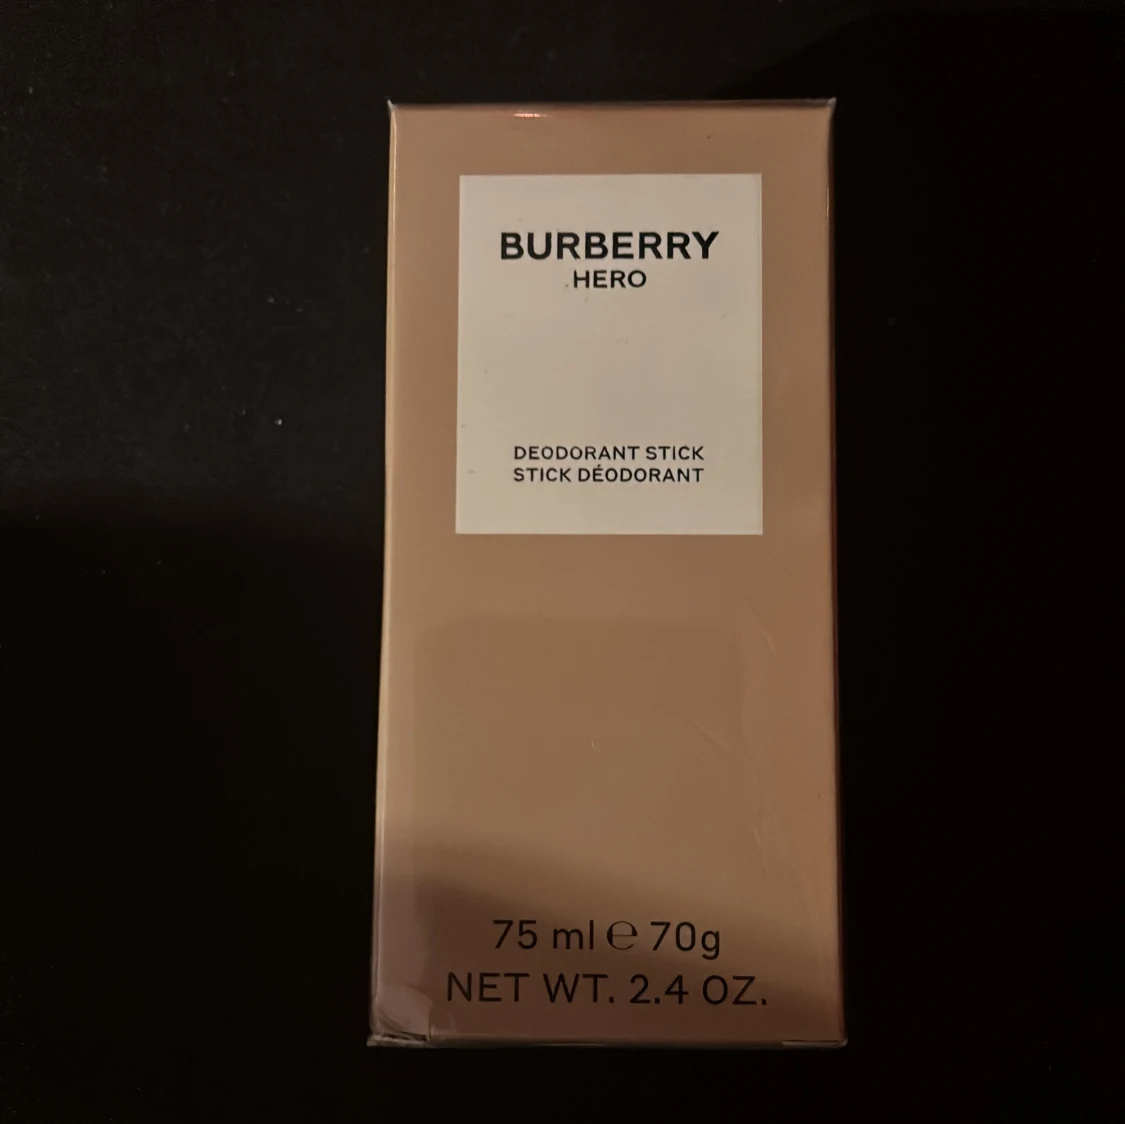 BURBERRY
HERO
DEODORANT STICK
STICK DÉODORANT
75 ml ℮ 70g
NET WT. 2.4 OZ.